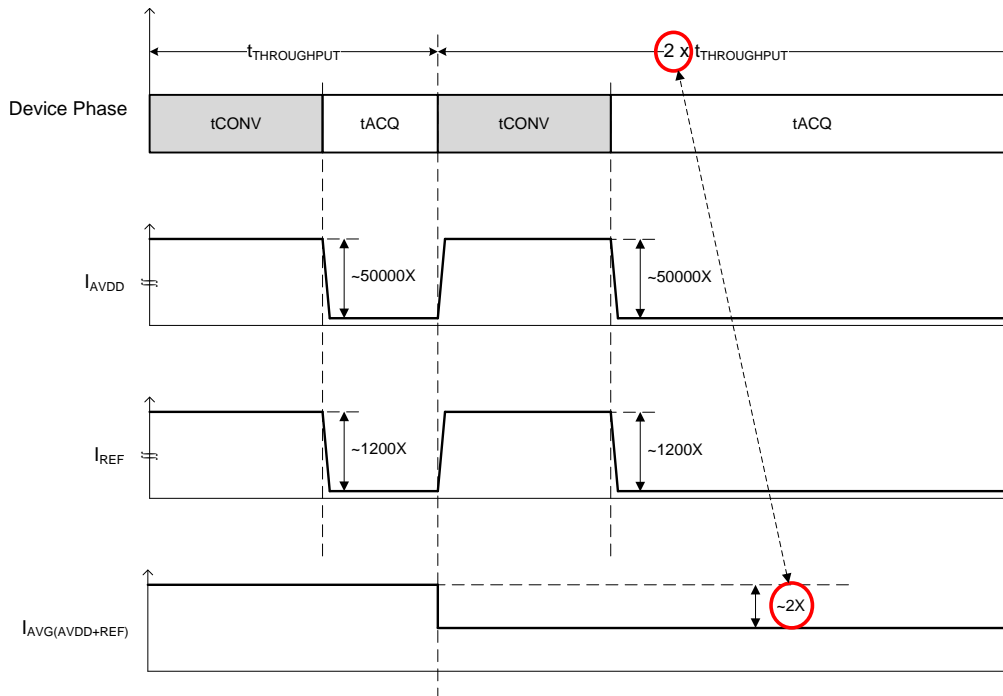 tTHROUGHPUT
2 x tTHROUGHPUT
Device Phase
tCONV
tACQ
tCONV
tACQ
IAVDD
~50000X
~50000X
IREF
~1200X
~1200X
IAVG(AVDD+REF)
~2X